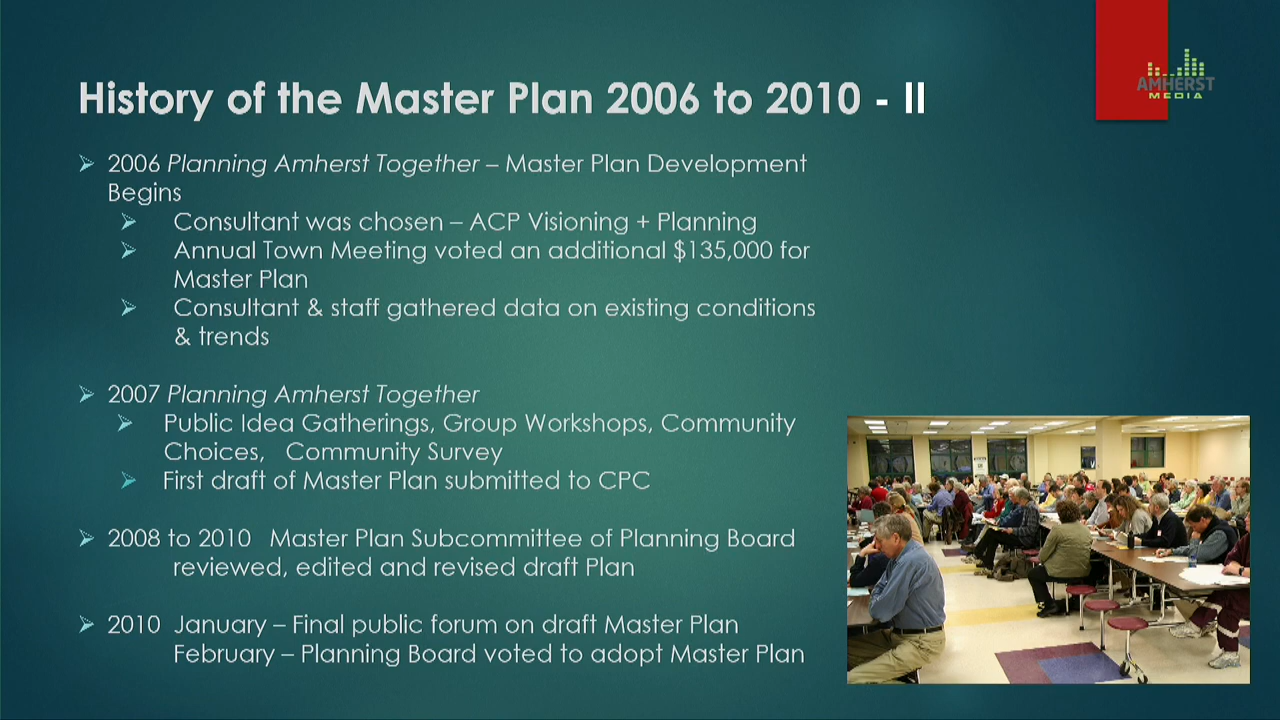 History of the Master Plan 2006 to 2010 - II
AMHERST
MEDIA
2006 Planning Amherst Together – Master Plan Development
Begins
Consultant was chosen – ACP Visioning + Planning
Annual Town Meeting voted an additional $135,000 for
Master Plan
Consultant & staff gathered data on existing conditions
& trends
2007 Planning Amherst Together
Public Idea Gatherings, Group Workshops, Community
Choices, Community Survey
First draft of Master Plan submitted to CPC
2008 to 2010 Master Plan Subcommittee of Planning Board
reviewed, edited and revised draft Plan
2010 January – Final public forum on draft Master Plan
February – Planning Board voted to adopt Master Plan